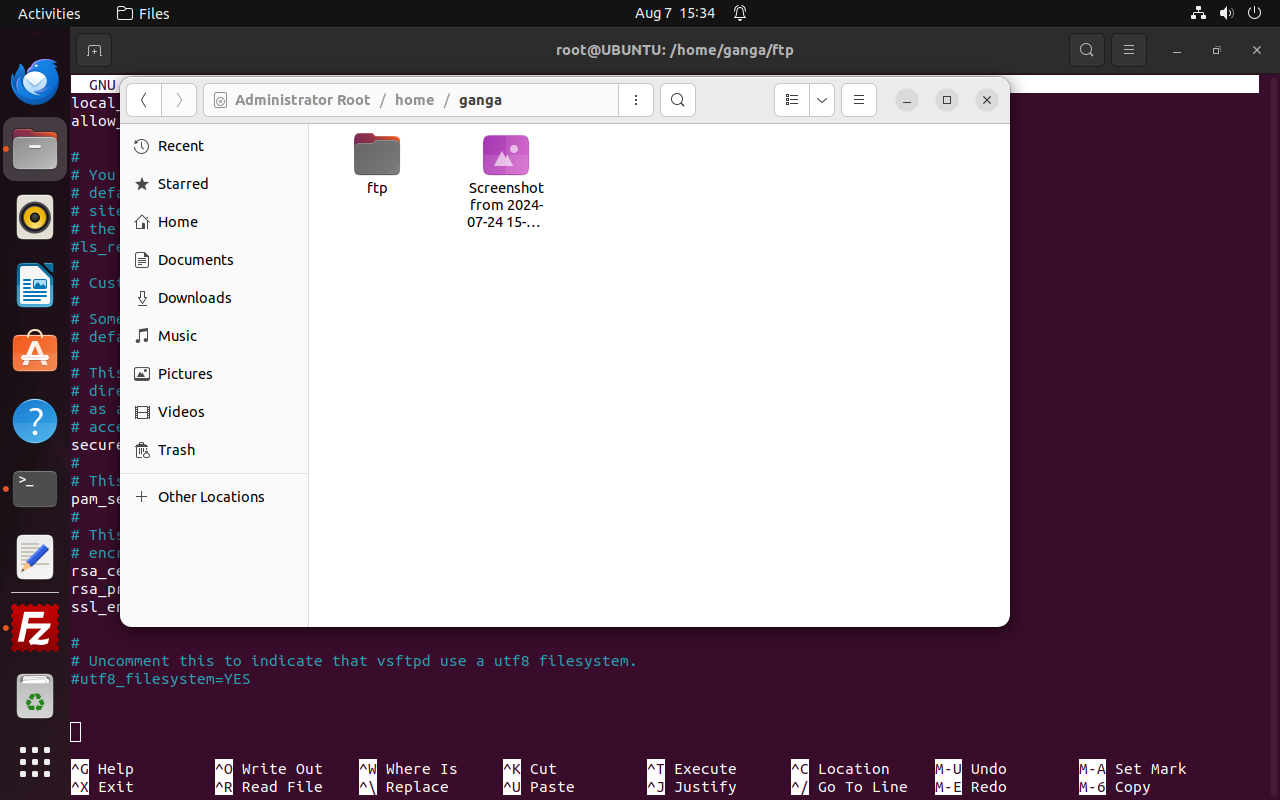 Activities
Files
Aug 7 15:34
root@UBUNTU: /home/ganga/ftp
GNU
Administrator Root / home / ganga
local_
allow_
#
# You
# defa
# site
# the
#ls_re
#
# Cust
#
# Some
# defa
#
# This
# dire
# as a
# acce
secure
#
# This
pam_se
#
# This
# encr
rsa_ce
rsa_pr
ssl_en
Recent
Starred
Home
Documents
Downloads
Music
Pictures
Videos
Trash
Other Locations
ftp
Screenshot
from 2024-
07-24 15-…
#
# Uncomment this to indicate that vsftpd use a utf8 filesystem.
#utf8_filesystem=YES
^G Help ^O Write Out ^W Where Is ^K Cut ^T Execute ^C Location M-U Undo M-A Set Mark
^X Exit ^R Read File ^\ Replace ^U Paste ^J Justify ^/ Go To Line M-E Redo M-6 Copy